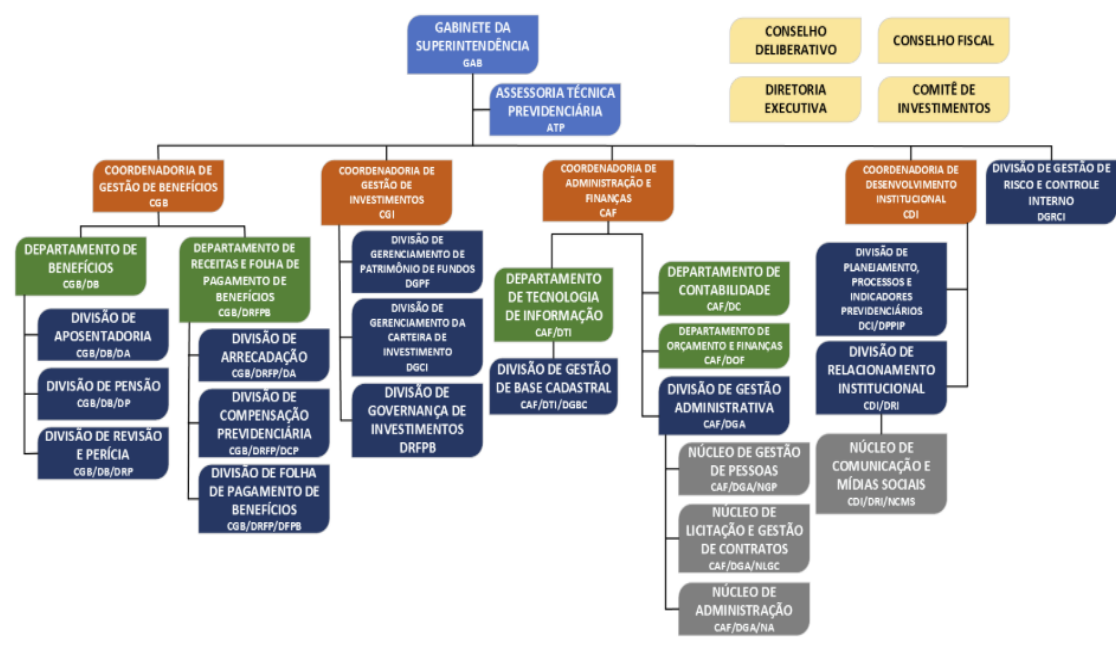 GABINETE DA
SUPERINTENDÊNCIA
GAB
CONSELHO
DELIBERATIVO
CONSELHO FISCAL
ASSESSORIA TÉCNICA
PREVIDENCIÁRIA
ATP
DIRETORIA
EXECUTIVA
COMITÊ DE
INVESTIMENTOS
COORDENADORIA DE
GESTÃO DE BENEFÍCIOS
CGB
COORDENADORIA DE
GESTÃO DE
INVESTIMENTOS
CGI
COORDENADORIA DE
ADMINISTRAÇÃO E
FINANÇAS
CAF
COORDENADORIA DE
DESENVOLVIMENTO
INSTITUCIONAL
CDI
DIVISÃO DE GESTÃO DE
RISCO E CONTROLE
INTERNO
DGRCI
DEPARTAMENTO DE
BENEFÍCIOS
CGB/DB
DIVISÃO DE
APOSENTADORIA
CGB/DB/DA
DIVISÃO DE PENSÃO
CGB/DB/DP
DIVISÃO DE REVISÃO
E PERÍCIA
CGB/DB/DRP
DEPARTAMENTO DE
RECEITAS E FOLHA DE
PAGAMENTO DE
BENEFÍCIOS
CGB/DRFPB
DIVISÃO DE
ARRECADAÇÃO
CGB/DRFP/DA
DIVISÃO DE
COMPENSAÇÃO
PREVIDENCIÁRIA
CGB/DRFP/DCP
DIVISÃO DE FOLHA
DE PAGAMENTO DE
BENEFÍCIOS
CGB/DRFP/DFPB
DIVISÃO DE
GERENCIAMENTO DE
PATRIMÔNIO DE FUNDOS
DGPF
DIVISÃO DE
GERENCIAMENTO DA
CARTEIRA DE
INVESTIMENTO
DGCI
DIVISÃO DE
GOVERNANÇA DE
INVESTIMENTOS
DRFPB
DEPARTAMENTO
DE TECNOLOGIA
DE INFORMAÇÃO
CAF/DTI
DIVISÃO DE GESTÃO
DE BASE CADASTRAL
CAF/DTI/DGBC
DEPARTAMENTO DE
CONTABILIDADE
CAF/DC
DEPARTAMENTO DE
ORÇAMENTO E FINANÇAS
CAF/DOF
DIVISÃO DE GESTÃO
ADMINISTRATIVA
CAF/DGA
NÚCLEO DE GESTÃO
DE PESSOAS
CAF/DGA/NGP
NÚCLEO DE
LICITAÇÃO E GESTÃO
DE CONTRATOS
CAF/DGA/NLGC
NÚCLEO DE
ADMINISTRAÇÃO
CAF/DGA/NA
DIVISÃO DE
PLANEJAMENTO,
PROCESSOS E
INDICADORES
PREVIDENCIÁRIOS
DCI/DPPIP
DIVISÃO DE
RELACIONAMENTO
INSTITUCIONAL
CDI/DRI
NÚCLEO DE
COMUNICAÇÃO E
MÍDIAS SOCIAIS
CDI/DRI/NCMS